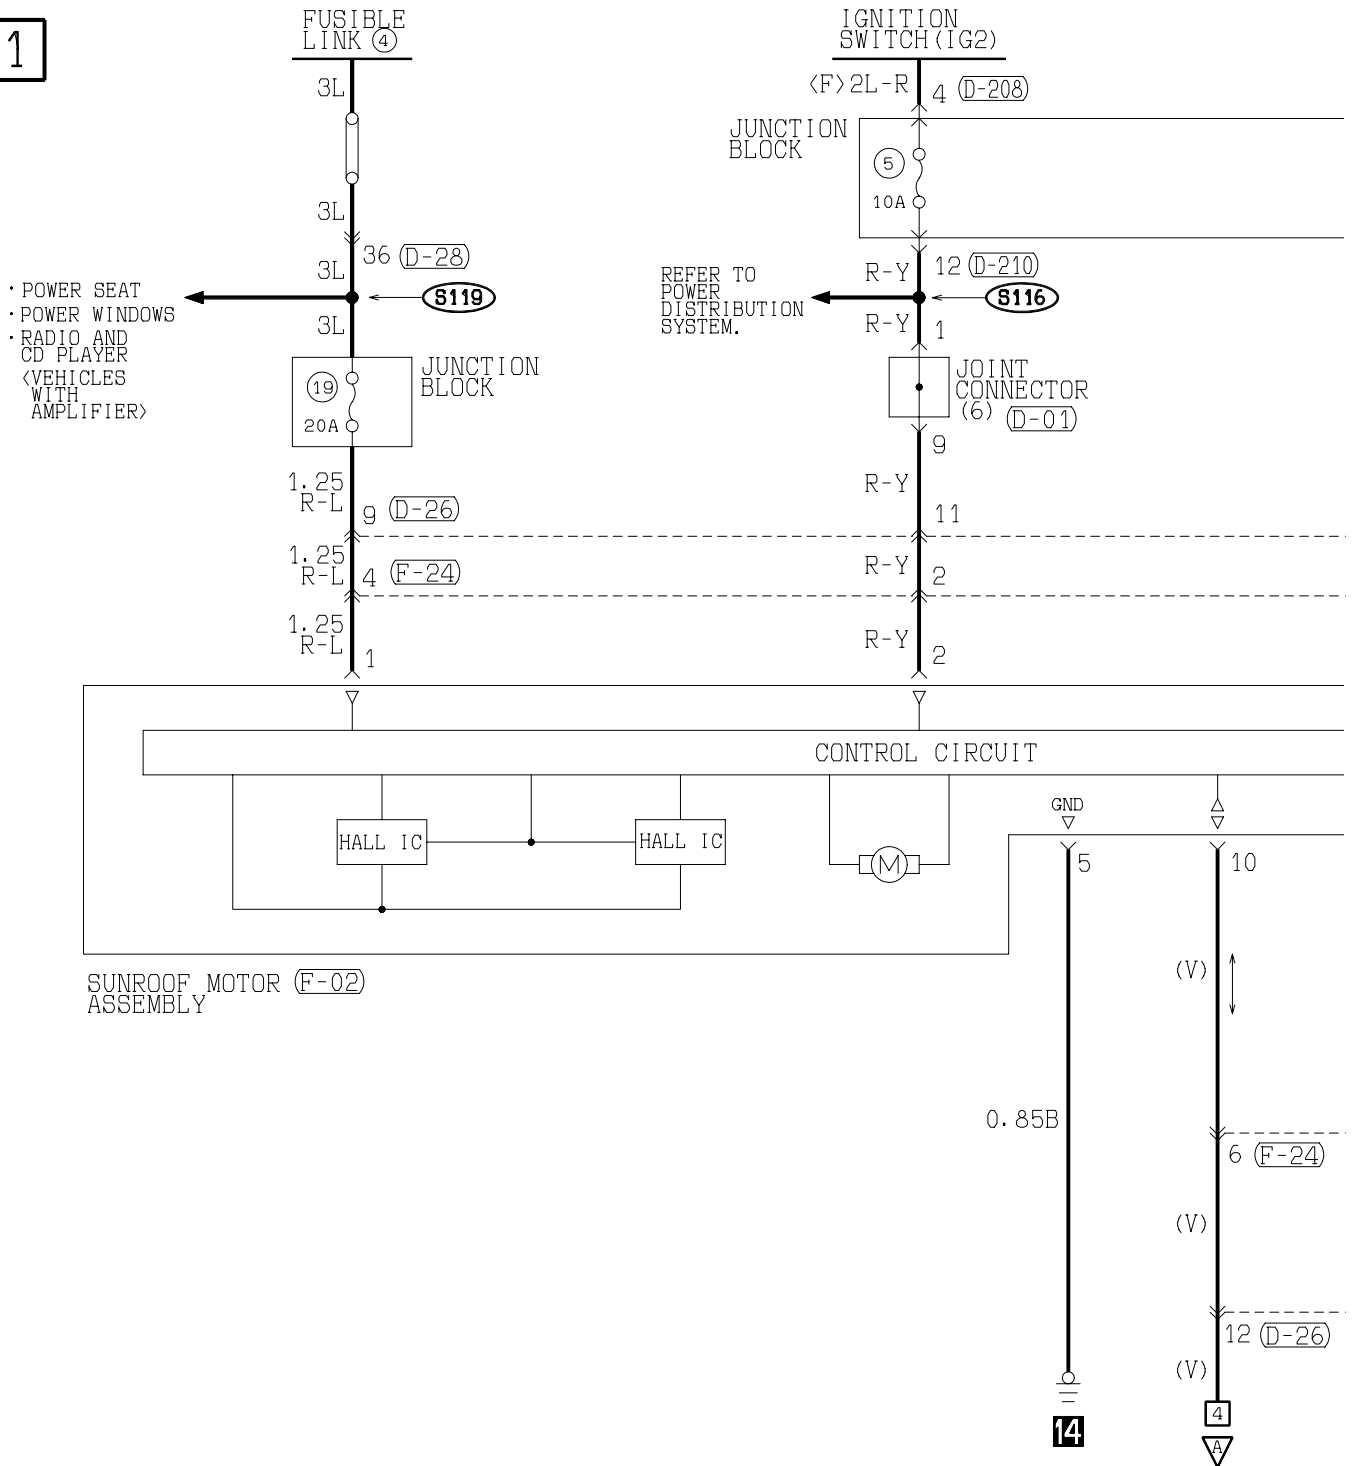 1
FUSIBLE
LINK 4
3L
3L
36 D-28
3L
S119
· POWER SEAT
· POWER WINDOWS
· RADIO AND
CD PLAYER
<VEHICLES
WITH
AMPLIFIER>
3L
JUNCTION
BLOCK
19
20A
1.25
R-L
9 D-26
1.25
R-L
4 F-24
1.25
R-L
1
IGNITION
SWITCH(IG2)
<F>2L-R
4 D-208
JUNCTION
BLOCK
5
10A
R-Y
12 D-210
REFER TO
POWER
DISTRIBUTION
SYSTEM.
S116
R-Y
1
JOINT
CONNECTOR
(6) D-01
9
R-Y
11
R-Y
2
R-Y
2
CONTROL CIRCUIT
HALL IC
HALL IC
M
GND
5
10
SUNROOF MOTOR F-02
ASSEMBLY
(V)
0.85B
6 F-24
(V)
12 D-26
(V)
14
4
A